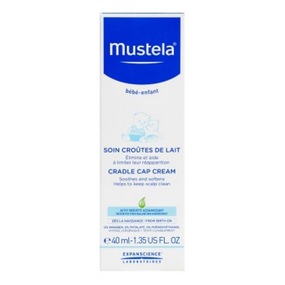 mustela
bébé-enfant
SOIN CROÛTES DE LAIT
Élimine et aide
à limiter leur réapparition
CRADLE CAP CREAM
Soothes and softens
Helps to keep scalp clean
DÈS LA NAISSANCE - FROM BIRTH ON
℮ 40 ml - 1.35 US FL. OZ
EXPANSCIENCE
LABORATOIRES